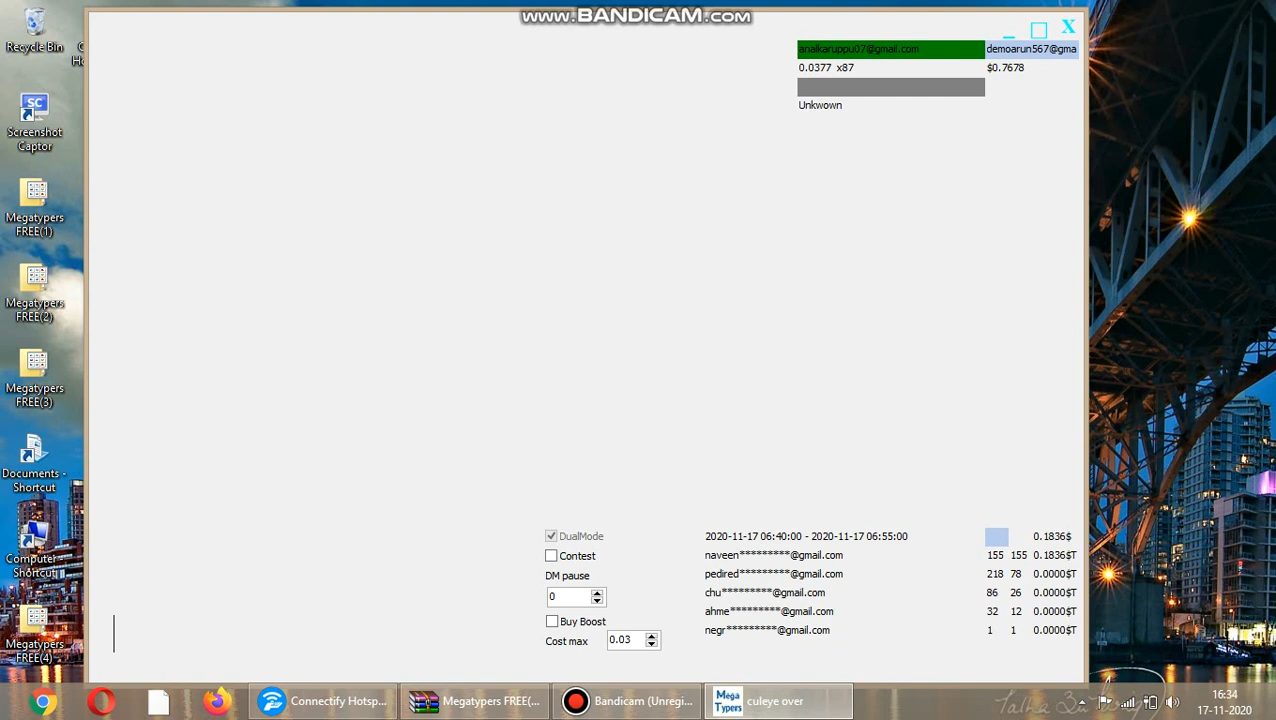 www.BANDICAM.com
Recycle Bin
SC
Screenshot
Captor
Megatypers
FREE(1)
Megatypers
FREE(2)
Megatypers
FREE(3)
Documents -
Shortcut
Computer -
Shortcut
Megatypers
FREE(4)
_ □ X
analkaruppu07@gmail.com demoarun567@gma
0.0377 x87 $0.7678
Unkwown
DualMode
Contest
DM pause
0
Buy Boost
Cost max 0.03
2020-11-17 06:40:00 - 2020-11-17 06:55:00 0.1836$
naveen*********@gmail.com 155 155 0.1836$T
pedired*********@gmail.com 218 78 0.0000$T
chu*********@gmail.com 86 26 0.0000$T
ahme*********@gmail.com 32 12 0.0000$T
negr*********@gmail.com 1 1 0.0000$T
Connectify Hotsp...
Megatypers FREE(...
Bandicam (Unregi...
Mega
Typers
culeye over
16:34
17-11-2020